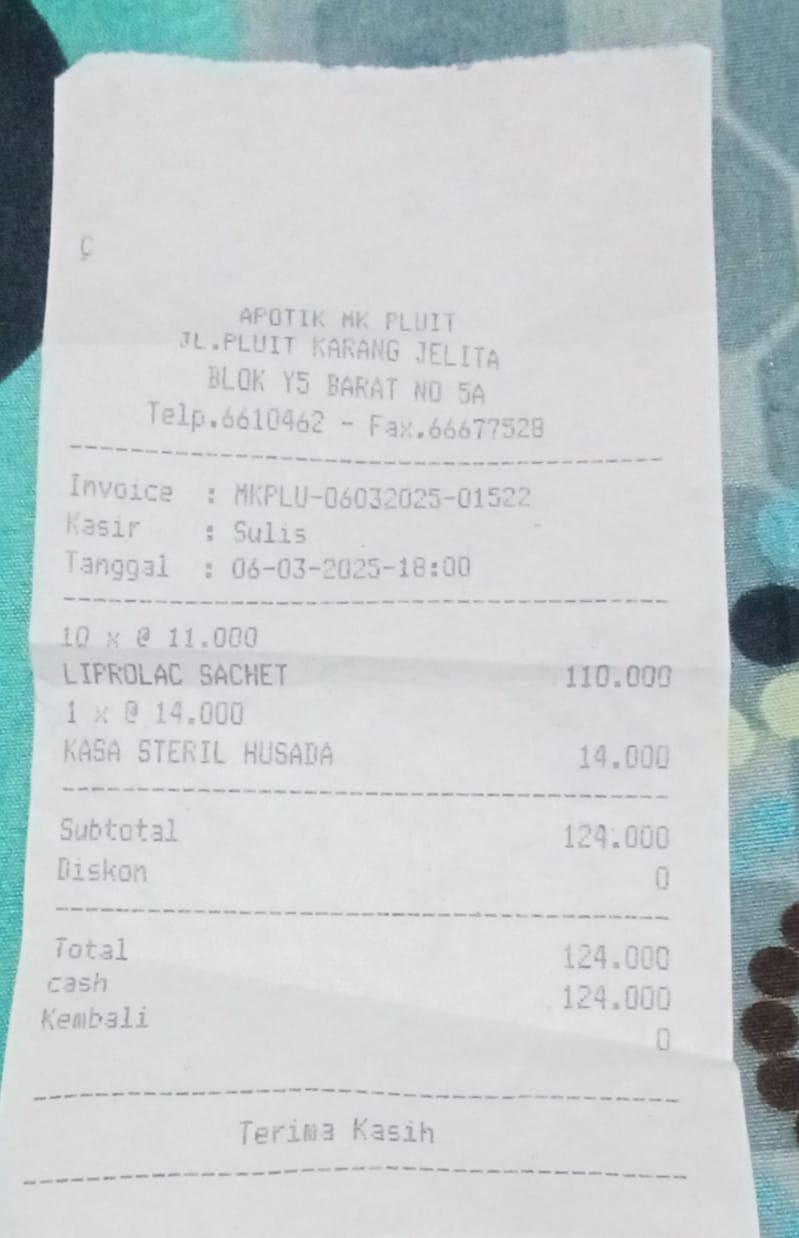 Ç
APOTIK MK PLUIT
JL.PLUIT KARANG JELITA
BLOK Y5 BARAT NO 5A
Telp.6610462 - Fax.66677528
Invoice : MKPLU-06032025-01522
Kasir : Sulis
Tanggal : 06-03-2025-18:00
10 x @ 11.000
LIPROLAC SACHET 110.000
1 x @ 14.000
KASA STERIL HUSADA 14.000
Subtotal 124.000
Diskon 0
Total 124.000
cash 124.000
Kembali 0
Terima Kasih